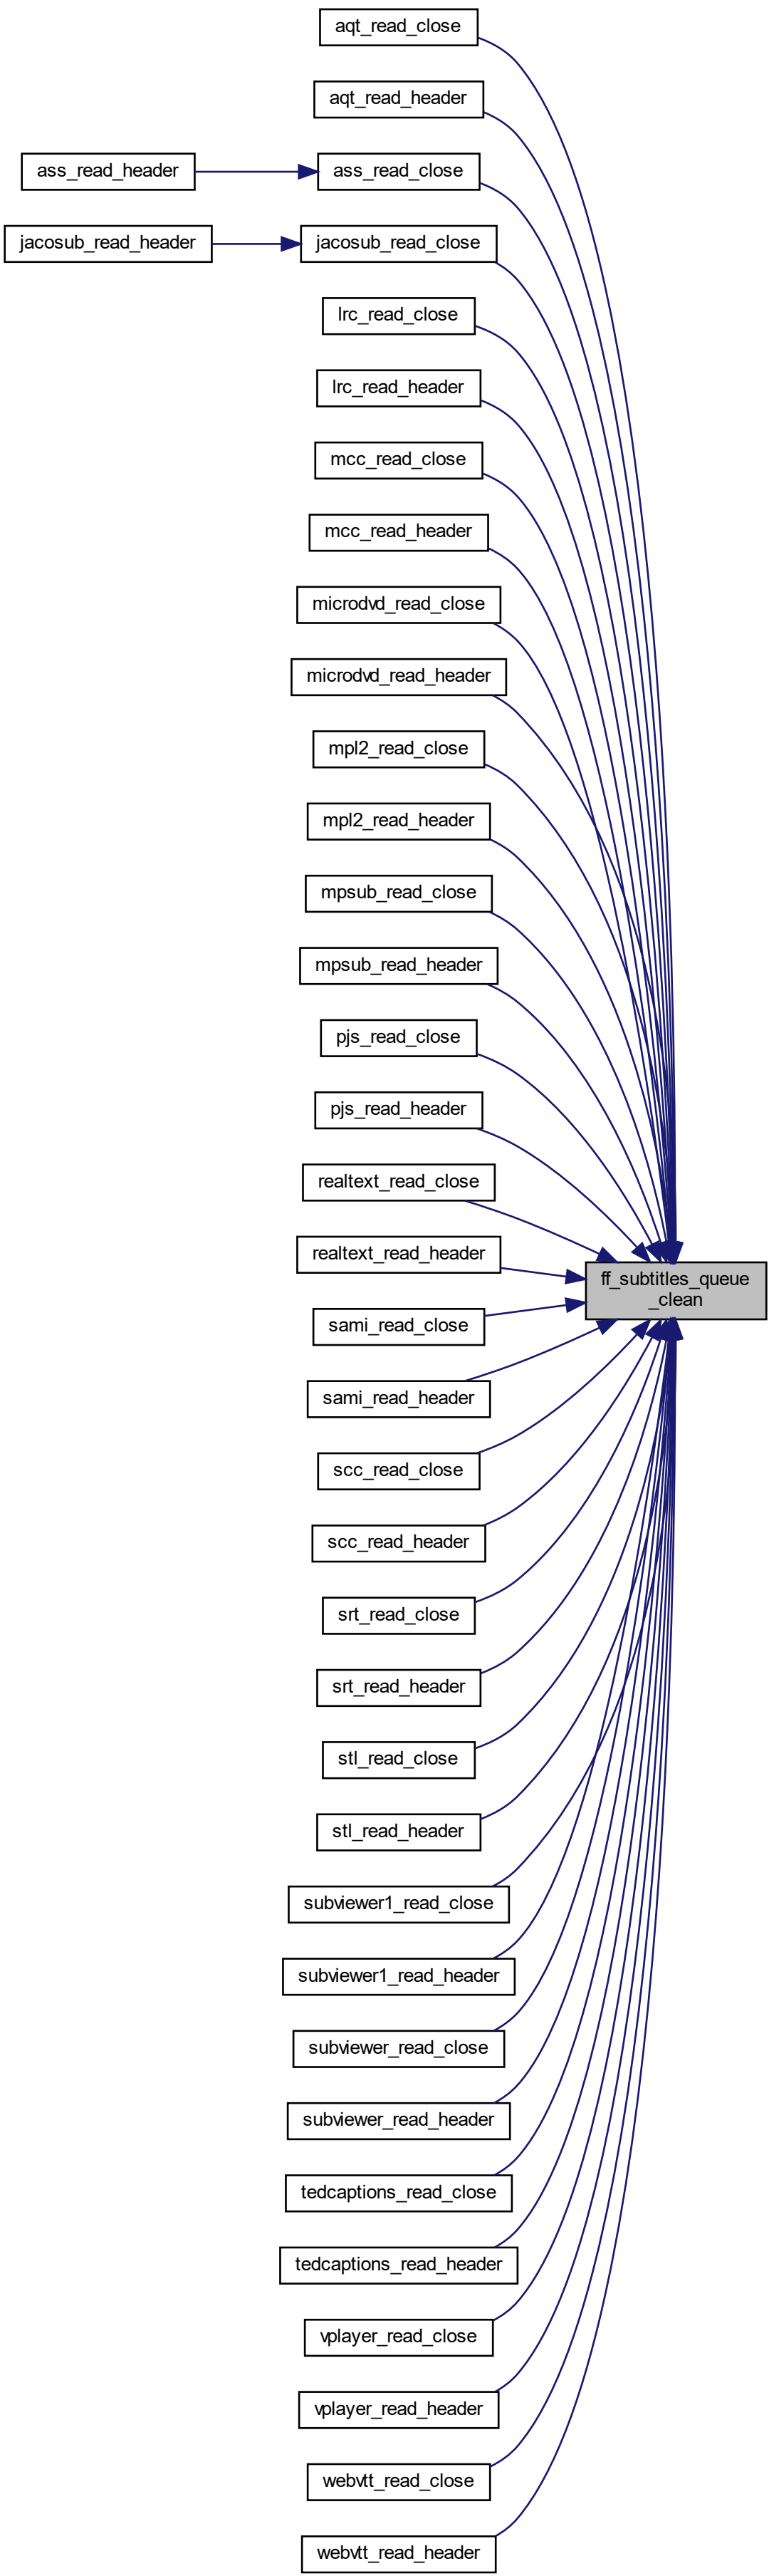 aqt_read_close
aqt_read_header
ass_read_header
ass_read_close
jacosub_read_header
jacosub_read_close
lrc_read_close
lrc_read_header
mcc_read_close
mcc_read_header
microdvd_read_close
microdvd_read_header
mpl2_read_close
mpl2_read_header
mpsub_read_close
mpsub_read_header
pjs_read_close
pjs_read_header
realtext_read_close
realtext_read_header
ff_subtitles_queue
_clean
sami_read_close
sami_read_header
scc_read_close
scc_read_header
srt_read_close
srt_read_header
stl_read_close
stl_read_header
subviewer1_read_close
subviewer1_read_header
subviewer_read_close
subviewer_read_header
tedcaptions_read_close
tedcaptions_read_header
vplayer_read_close
vplayer_read_header
webvtt_read_close
webvtt_read_header